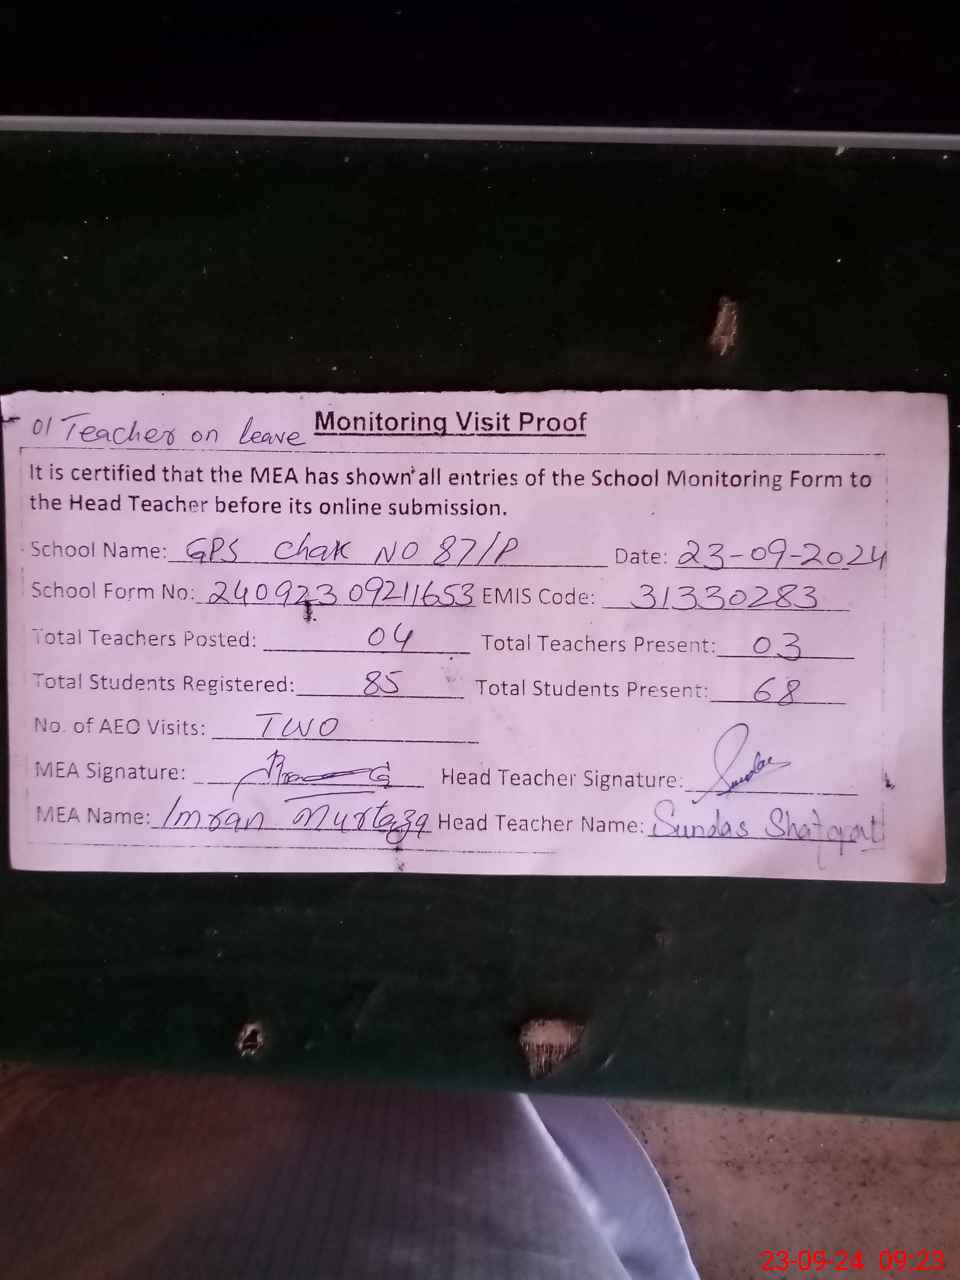 01 Teacher on leave Monitoring Visit Proof
It is certified that the MEA has shown all entries of the School Monitoring Form to
the Head Teacher before its online submission.
School Name: GPS Chak NO 87/P Date: 23-09-2024
School Form No: 24092309211653 EMIS Code: 31330283
Total Teachers Posted: 04 Total Teachers Present: 03
Total Students Registered: 85 Total Students Present: 68
No. of AEO Visits: TWO
MEA Signature: Head Teacher Signature: Sundas
MEA Name: Imran Murtaza Head Teacher Name: Sundas Shafqat
23-09-24 09:23